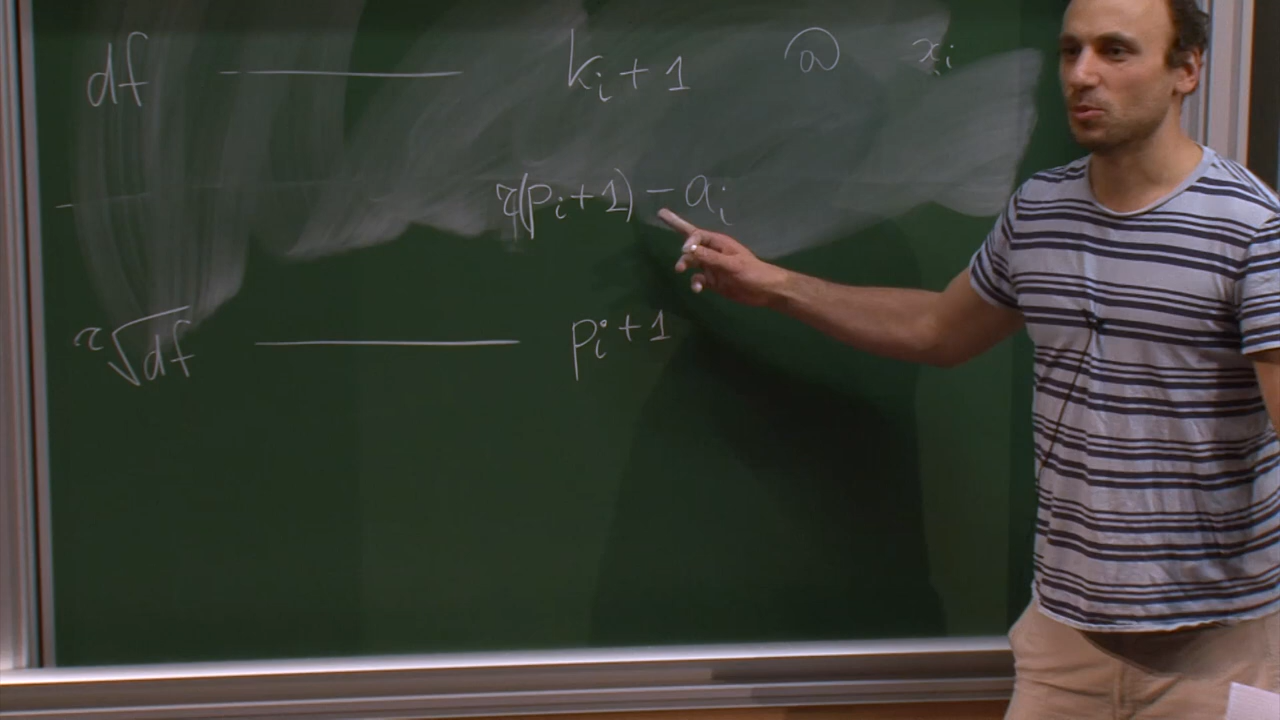 df —— k_i + 1 @ x_i
r(p_i + 1) - a_i
r√df —— p_i + 1